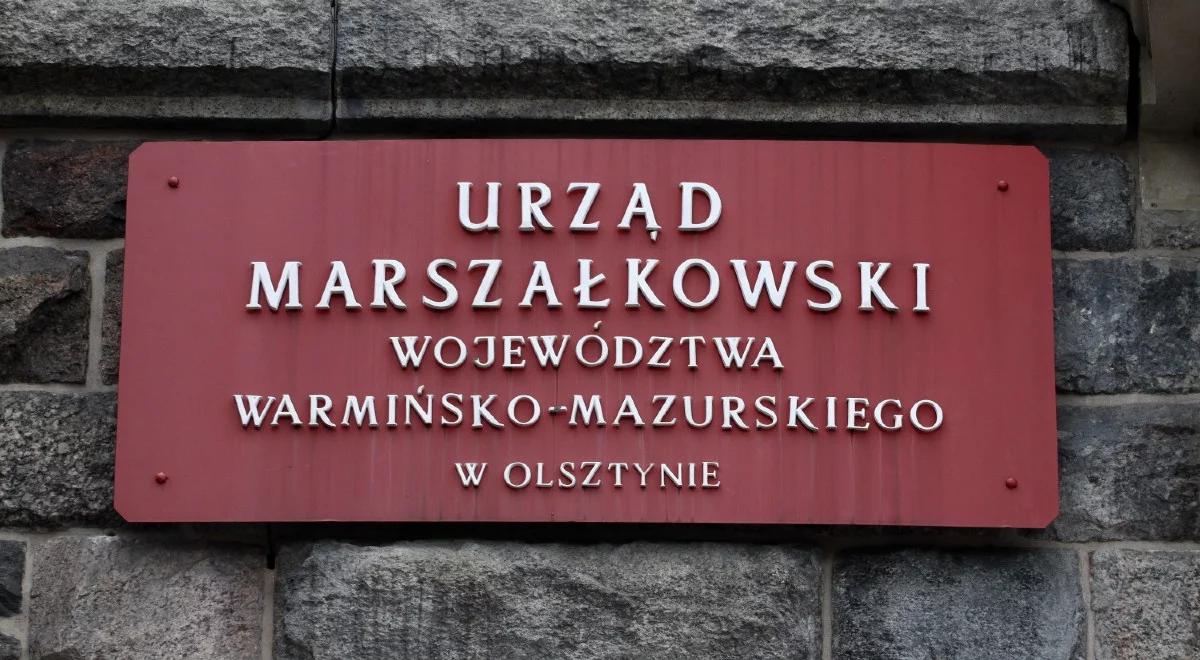 URZĄD
MARSZAŁKOWSKI
WOJEWÓDZTWA
WARMIŃSKO-MAZURSKIEGO
W OLSZTYNIE